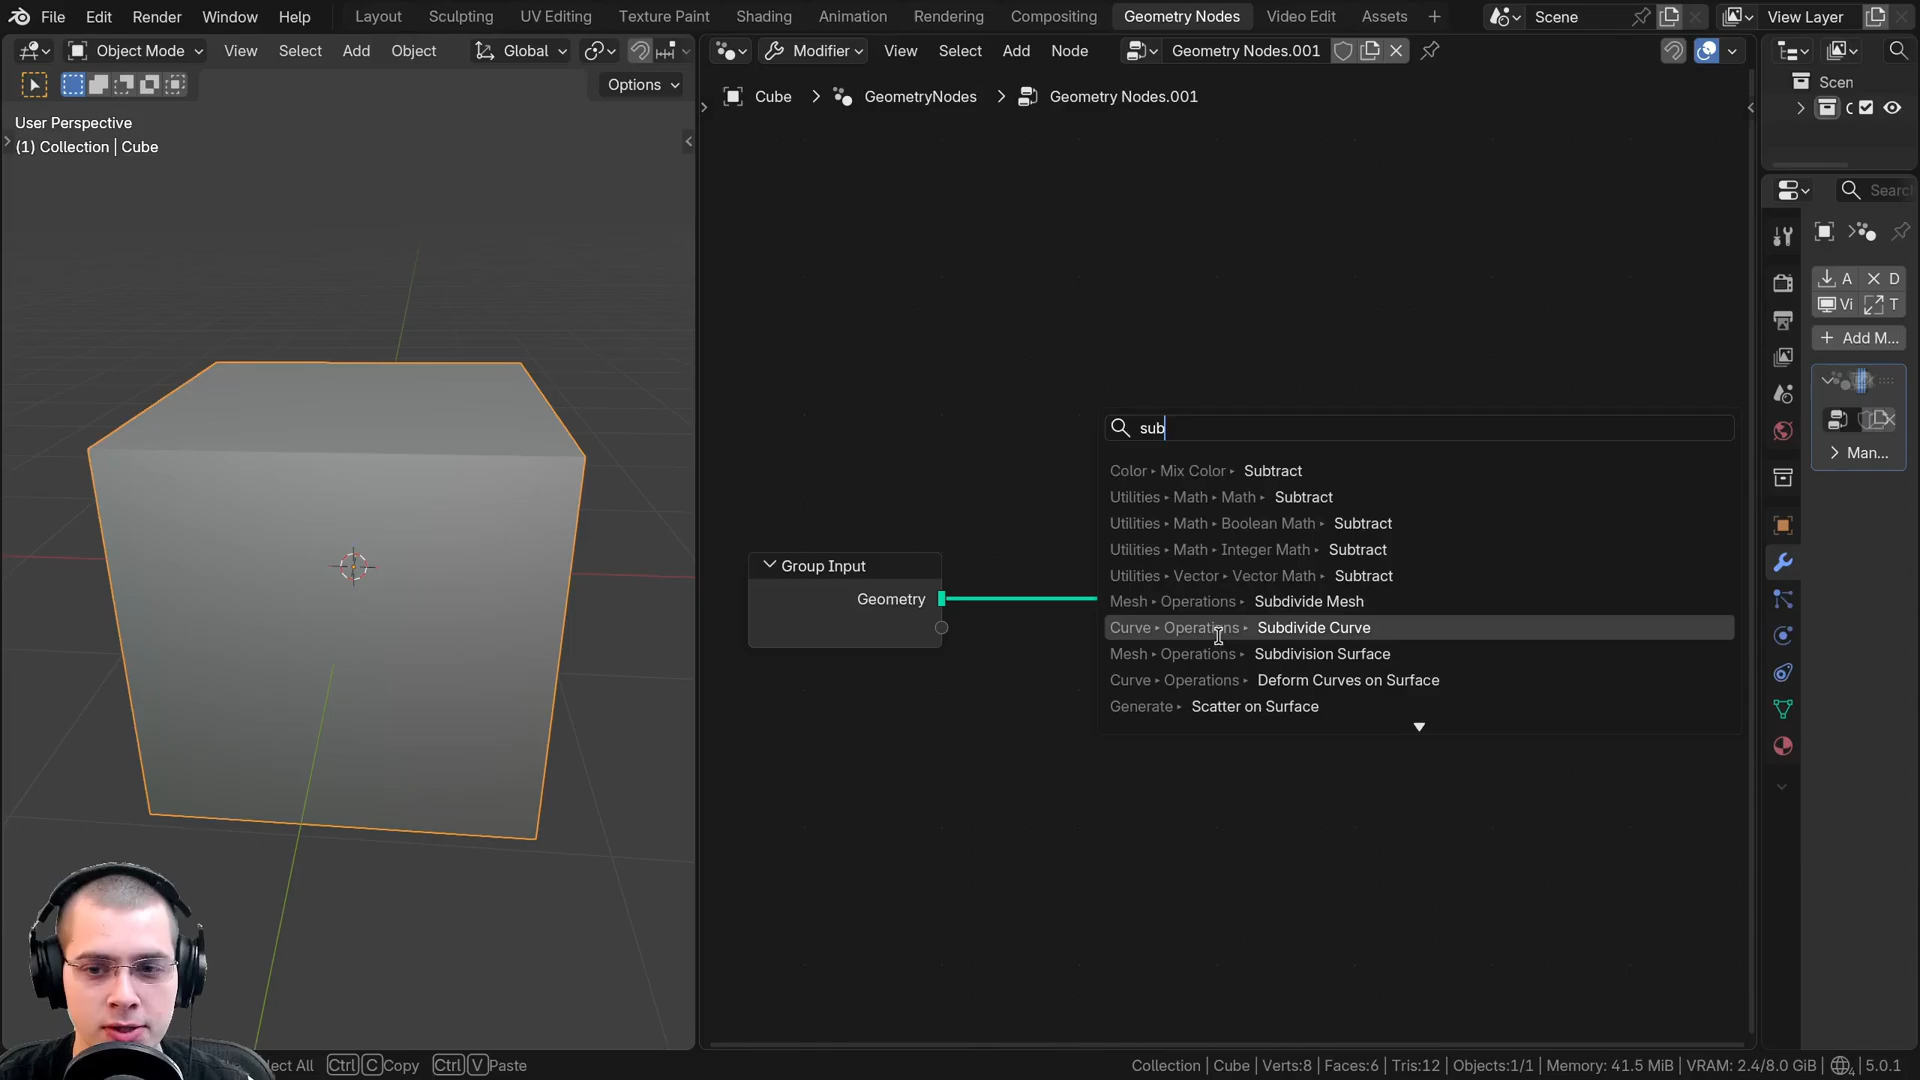 File Edit Render Window Help Layout Sculpting UV Editing Texture Paint Shading Animation Rendering Compositing Geometry Nodes Video Edit Assets + Scene View Layer
Object Mode View Select Add Object Global
Modifier View Select Add Node Geometry Nodes.001
Options
Cube > GeometryNodes > Geometry Nodes.001
User Perspective
(1) Collection | Cube
Scen
C
Searc
A D
Vi T
+ Add M...
Man...
sub
Color ▸ Mix Color ▸ Subtract
Utilities ▸ Math ▸ Math ▸ Subtract
Utilities ▸ Math ▸ Boolean Math ▸ Subtract
Utilities ▸ Math ▸ Integer Math ▸ Subtract
Utilities ▸ Vector ▸ Vector Math ▸ Subtract
Mesh ▸ Operations ▸ Subdivide Mesh
Curve ▸ Operations ▸ Subdivide Curve
Mesh ▸ Operations ▸ Subdivision Surface
Curve ▸ Operations ▸ Deform Curves on Surface
Generate ▸ Scatter on Surface
Group Input
Geometry
lect All Ctrl C Copy Ctrl V Paste
Collection | Cube | Verts:8 | Faces:6 | Tris:12 | Objects:1/1 | Memory: 41.5 MiB | VRAM: 2.4/8.0 GiB | 4 | 5.0.1